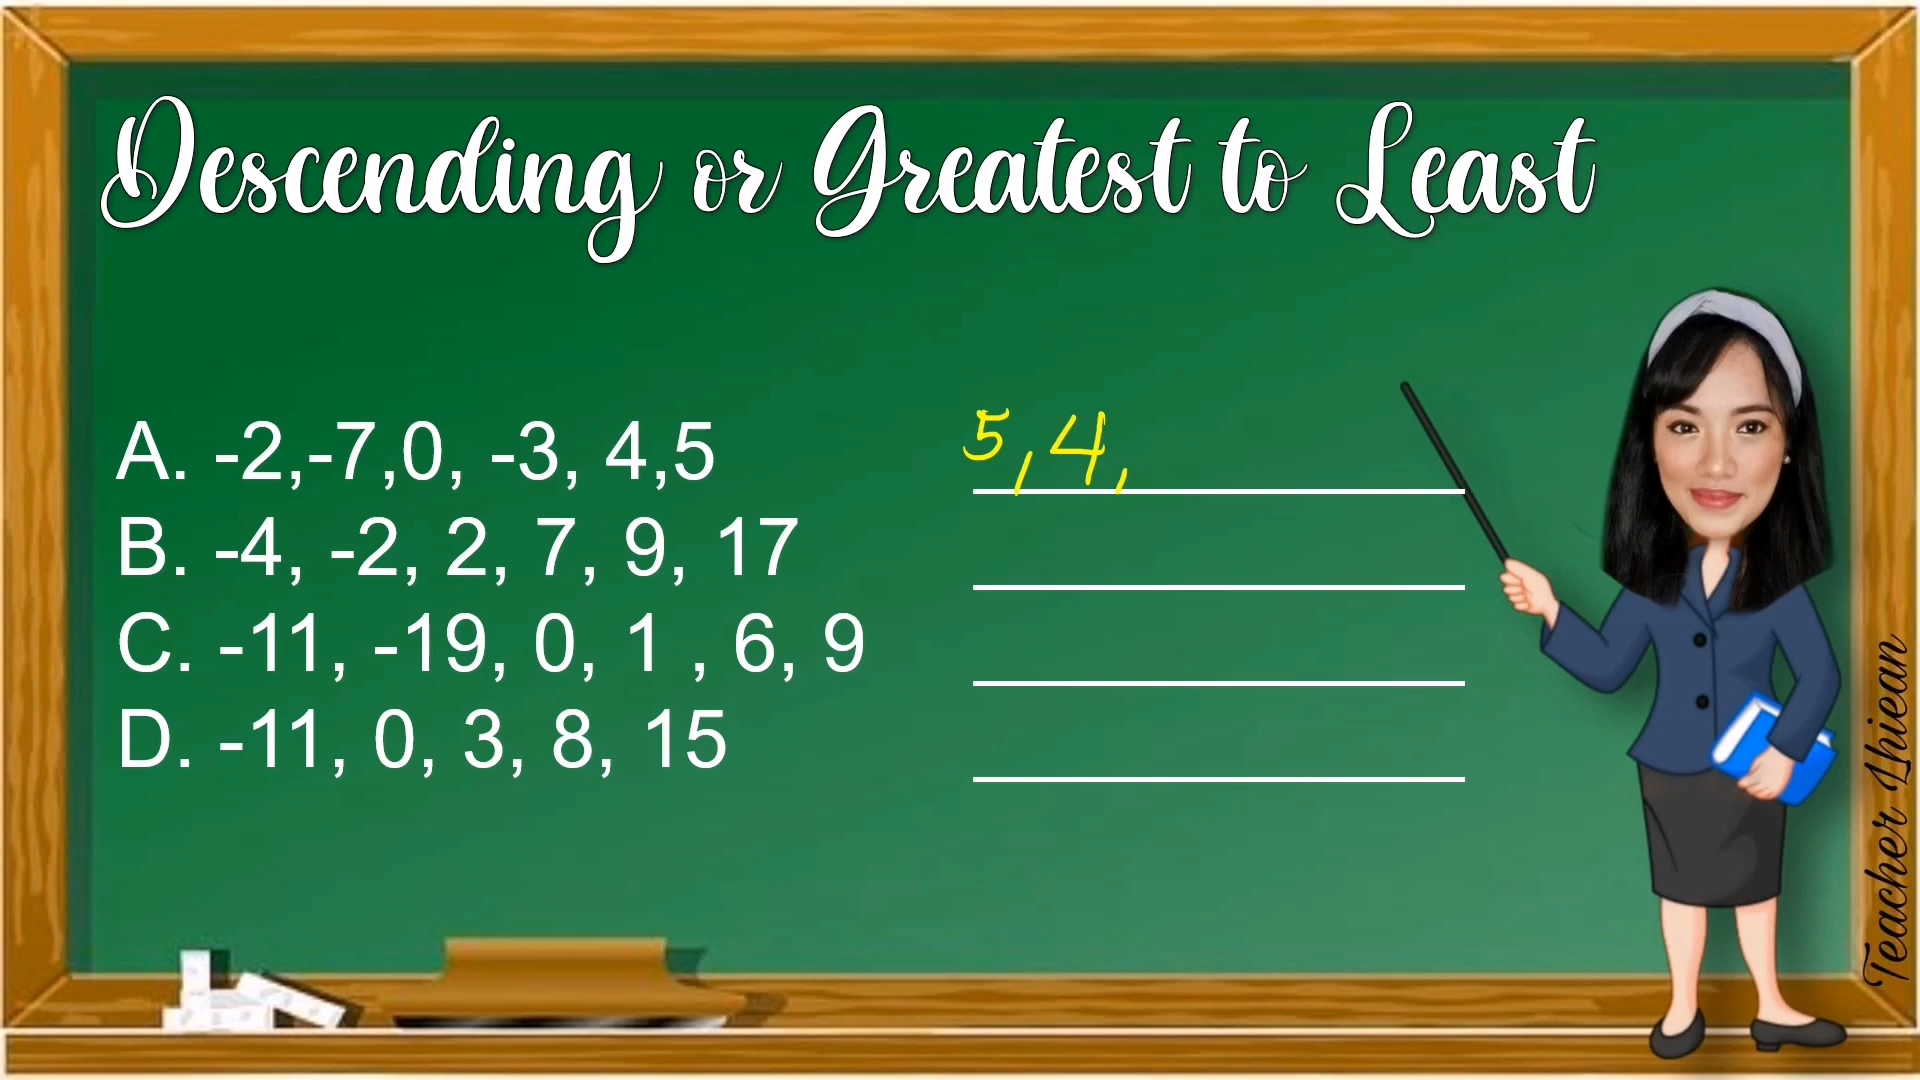 Descending or Greatest to Least
A. -2,-7,0, -3, 4,5
5,4,
B. -4, -2, 2, 7, 9, 17
C. -11, -19, 0, 1 , 6, 9
D. -11, 0, 3, 8, 15
Teacher Lhiean